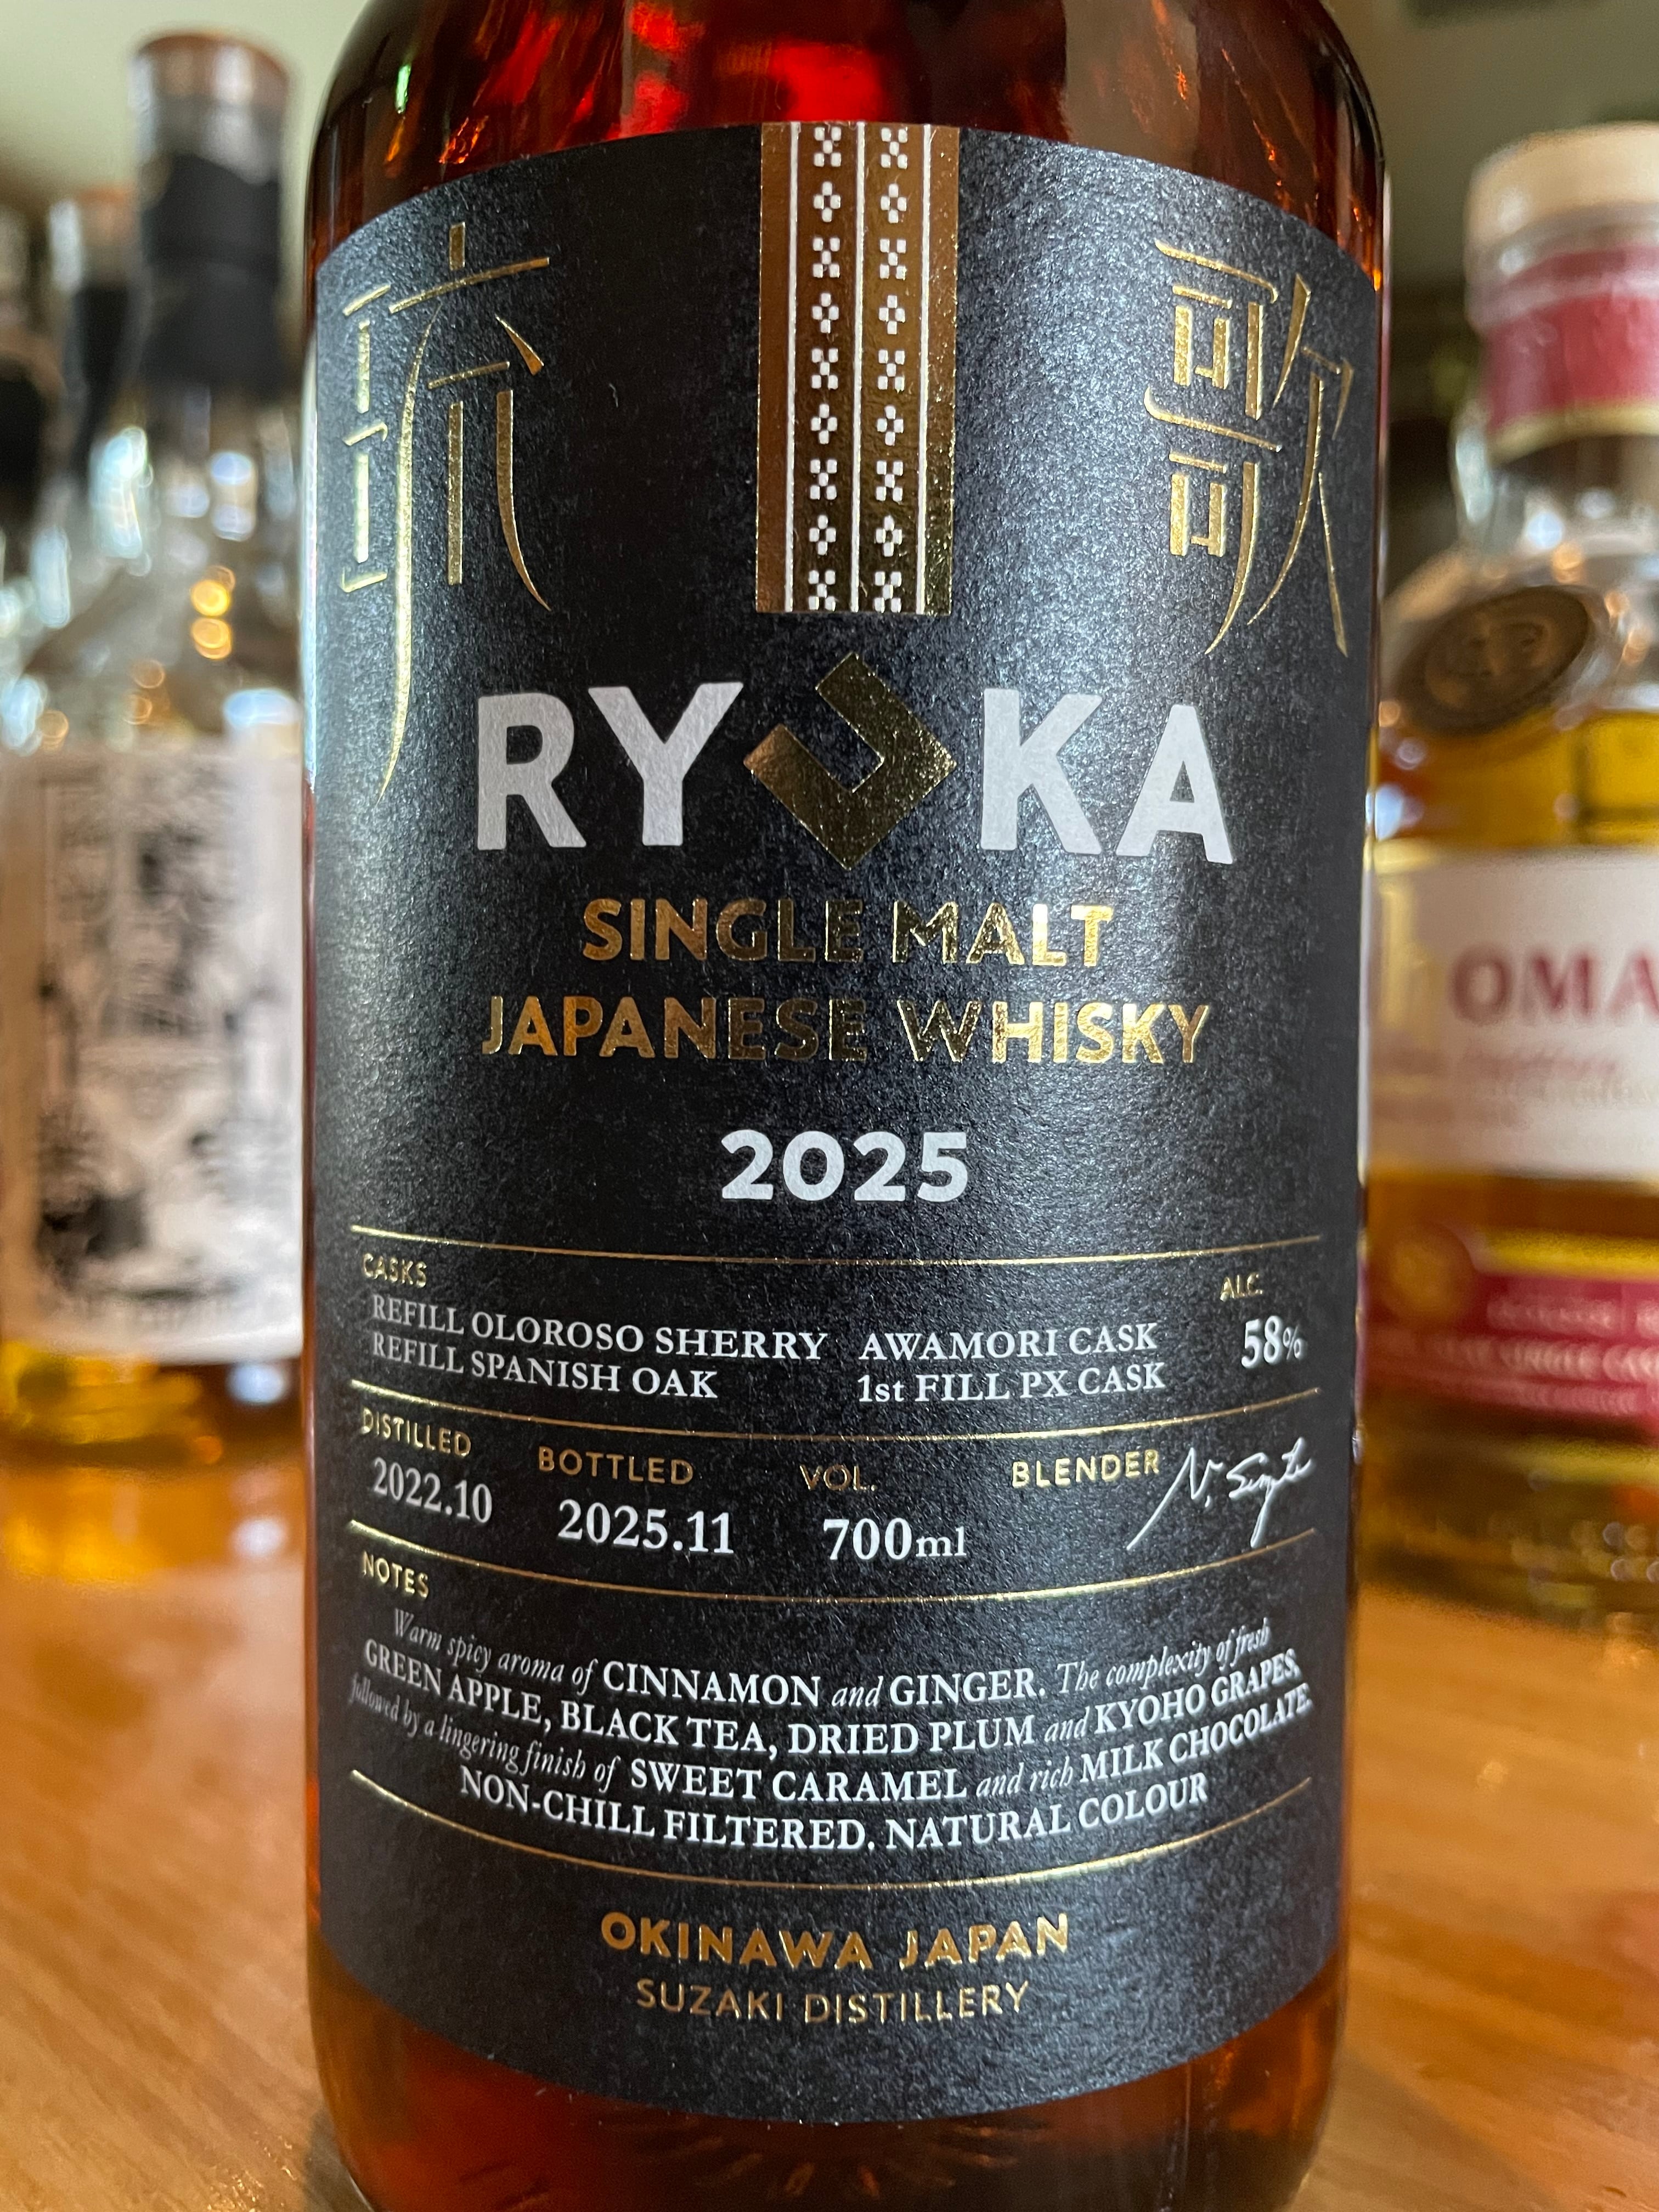 琉 歌
RYUKA
SINGLE MALT
JAPANESE WHISKY
2025
CASKS
REFILL OLOROSO SHERRY AWAMORI CASK
REFILL SPANISH OAK 1st FILL PX CASK
ALC.
58%
DISTILLED BOTTLED VOL. BLENDER
2022.10 2025.11 700ml
NOTES
Warm spicy aroma of CINNAMON and GINGER. The complexity of fresh
GREEN APPLE, BLACK TEA, DRIED PLUM and KYOHO GRAPES,
followed by a lingering finish of SWEET CARAMEL and rich MILK CHOCOLATE.
NON-CHILL FILTERED. NATURAL COLOUR
OKINAWA JAPAN
SUZAKI DISTILLERY
OMA